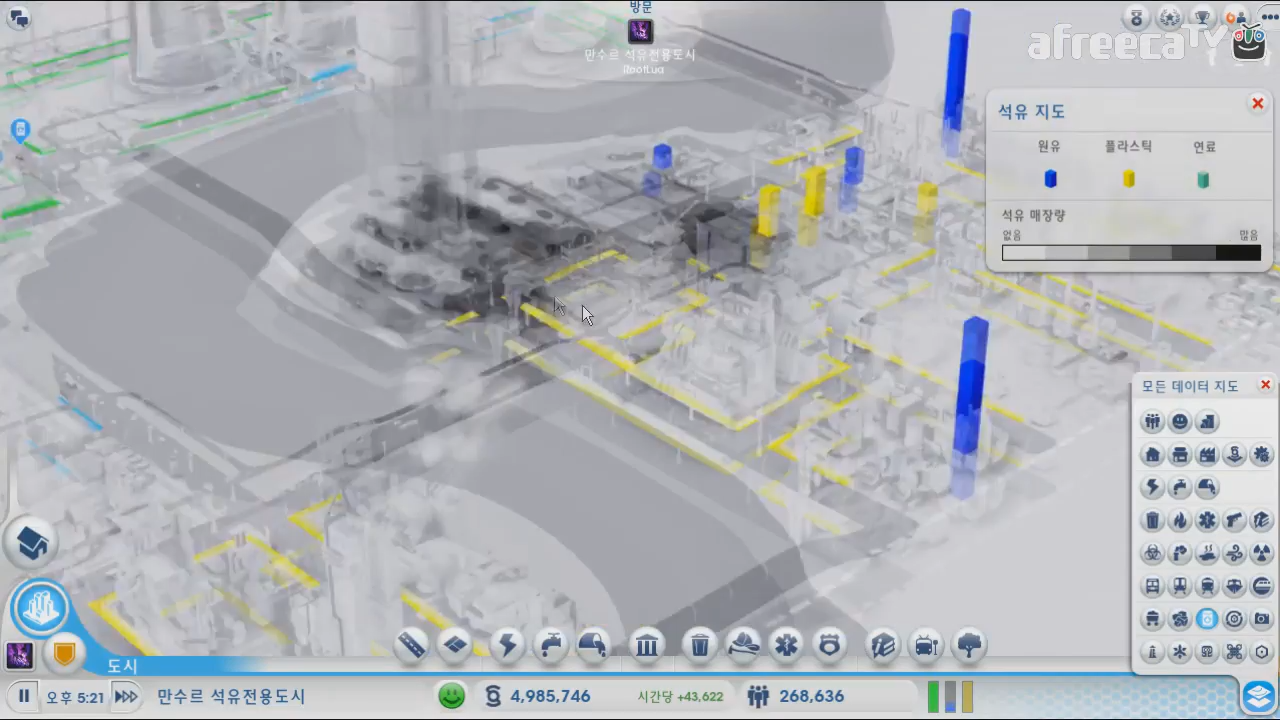 방문
만수르 석유전용도시
RootLua
afreecaTV
석유 지도
원유 플라스틱 연료
석유 매장량
없음 많음
모든 데이터 지도
도시
오후 5:21 만수르 석유전용도시 4,985,746 시간당 +43,622 268,636